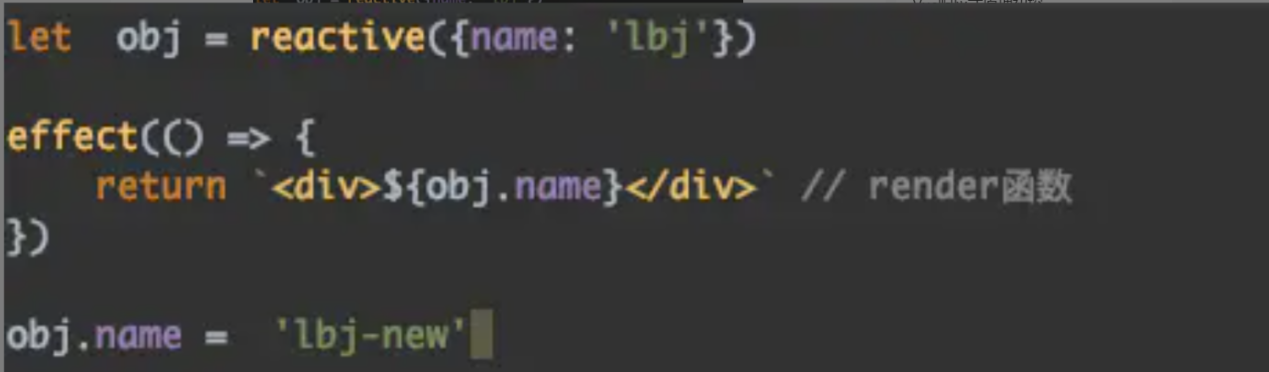 let  obj = reactive({name: 'lbj'})
effect(() => {
    return `<div>${obj.name}</div>` // render函数
})
obj.name =  'lbj-new'